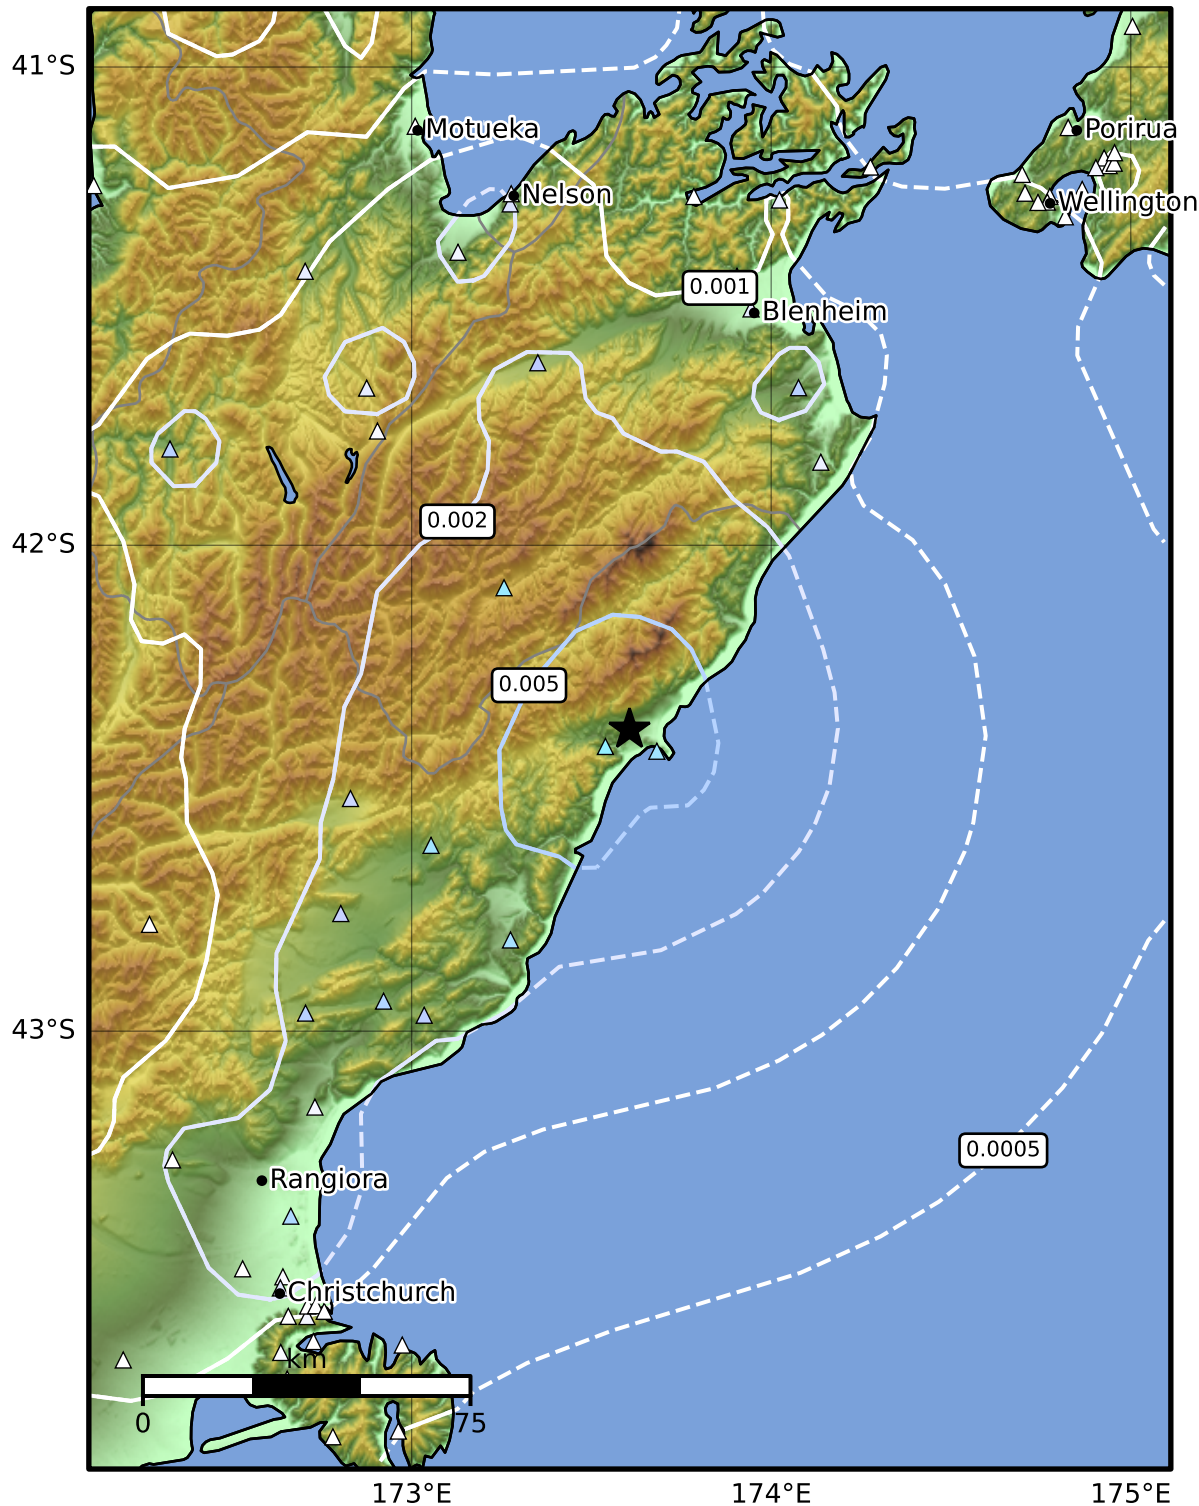 41°S
Motueka
Porirua
Nelson
Wellington
0.001
Blenheim
0.002
42°S
0.005
43°S
0.0005
Rangiora
Christchurch
km
0
75
173°E
174°E
175°E